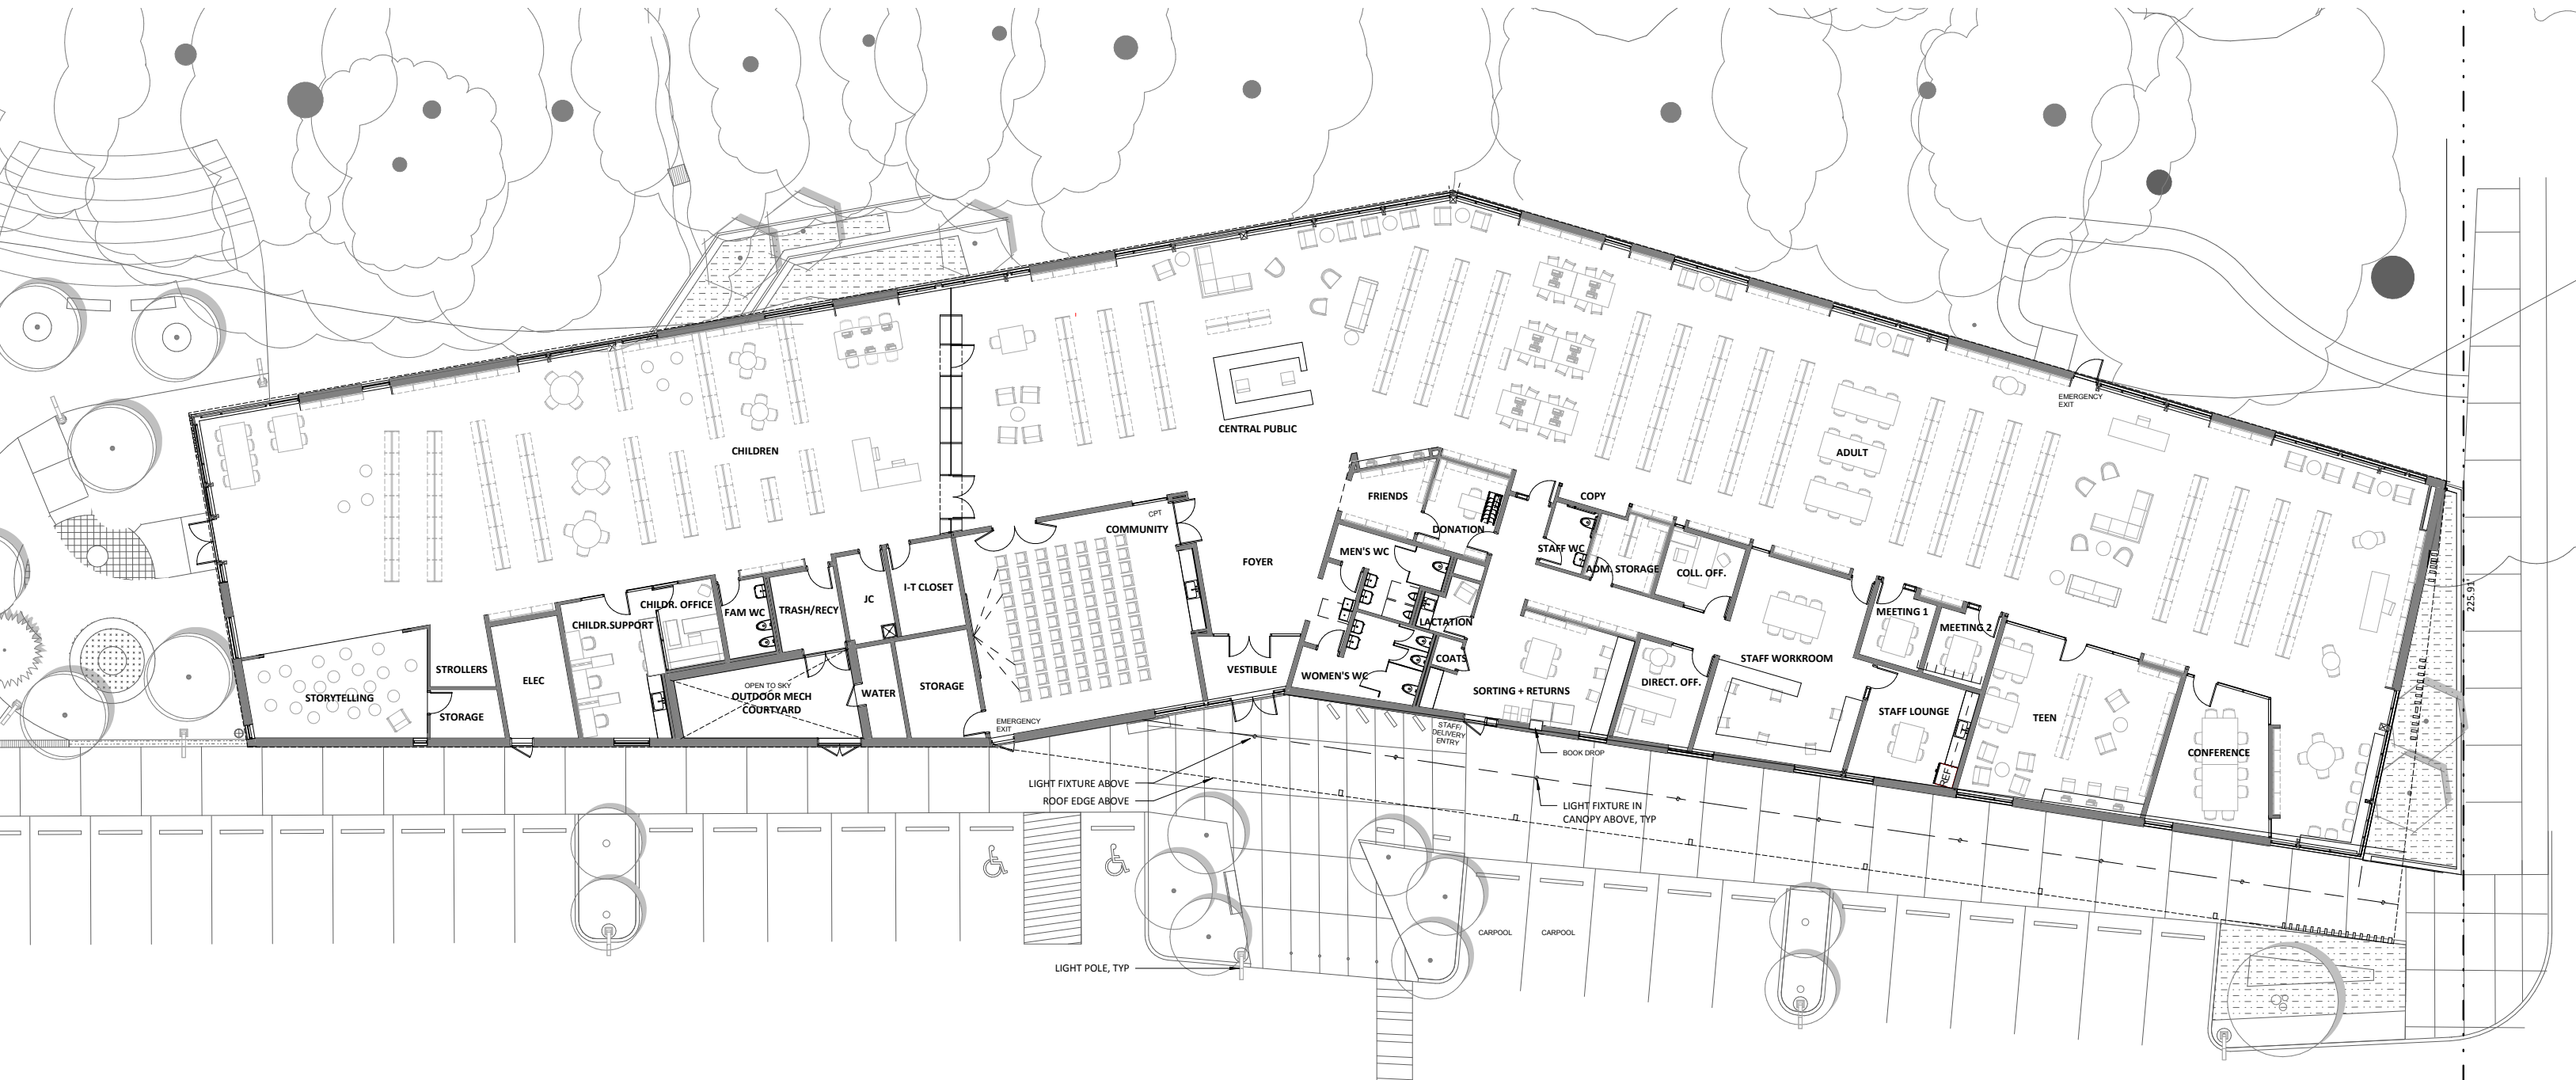 EMERGENCY
EXIT
CENTRAL PUBLIC
CHILDREN
ADULT
FRIENDS
COPY
CPT
COMMUNITY
DONATION
MEN'S WC
STAFF WC
FOYER
ADM. STORAGE
COLL. OFF.
I-T CLOSET
JC
CHILDR. OFFICE
FAM WC
TRASH/RECY
CHILDR.SUPPORT
LACTATION
MEETING 1
MEETING 2
225.91'
STROLLERS
ELEC
VESTIBULE
COATS
STAFF WORKROOM
WOMEN'S WC
STORYTELLING
OPEN TO SKY
OUTDOOR MECH
COURTYARD
WATER
STORAGE
SORTING + RETURNS
DIRECT. OFF.
STORAGE
STAFF LOUNGE
TEEN
EMERGENCY
EXIT
STAFF/
DELIVERY
ENTRY
BOOK DROP
CONFERENCE
REF.
LIGHT FIXTURE ABOVE
ROOF EDGE ABOVE
LIGHT FIXTURE IN
CANOPY ABOVE, TYP
CARPOOL
CARPOOL
LIGHT POLE, TYP